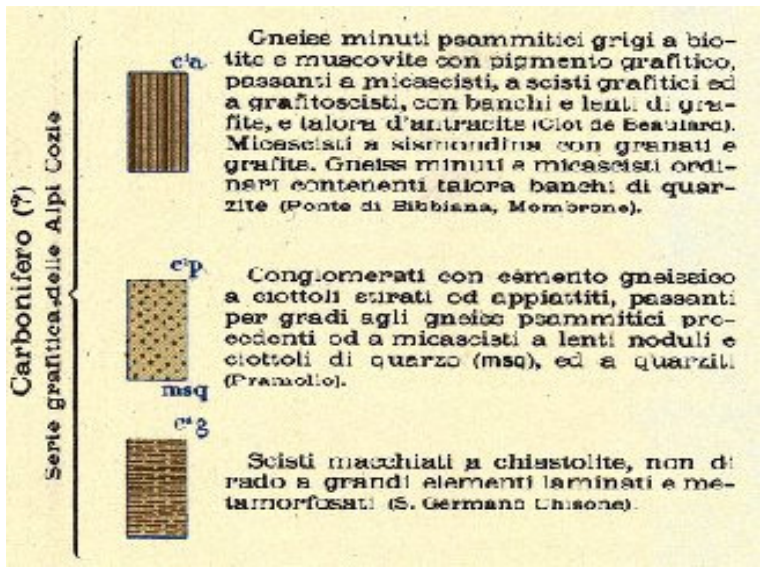 Carbonifero (?)
Serie grafitica delle Alpi Cozie
c¹a
Gneiss minuti psammitici grigi a bio-
tite e muscovite con pigmento grafitico,
passanti a micascisti, a scisti grafitici ed
a grafitoscisti, con banchi e lenti di gra-
fite, e talora d'antracite (Clot de Beaulard).
Micascisti a sismondina con granati e
grafite. Gneiss minuti e micascisti ordi-
nari contenenti talora banchi di quar-
zite (Ponte di Bibbiana, Mombrone).
c¹p
msq
Conglomerati con cemento gneissico
a ciottoli stirati ed appiattiti, passanti
per gradi agli gneiss psammitici pre-
cedenti ed a micascisti a lenti noduli e
ciottoli di quarzo (msq), ed a quarziti
(Pramollo).
g
Scisti macchiati a chiastolite, non di
rado a grandi elementi laminati e me-
tamorfosati (S. Germano Chisone).